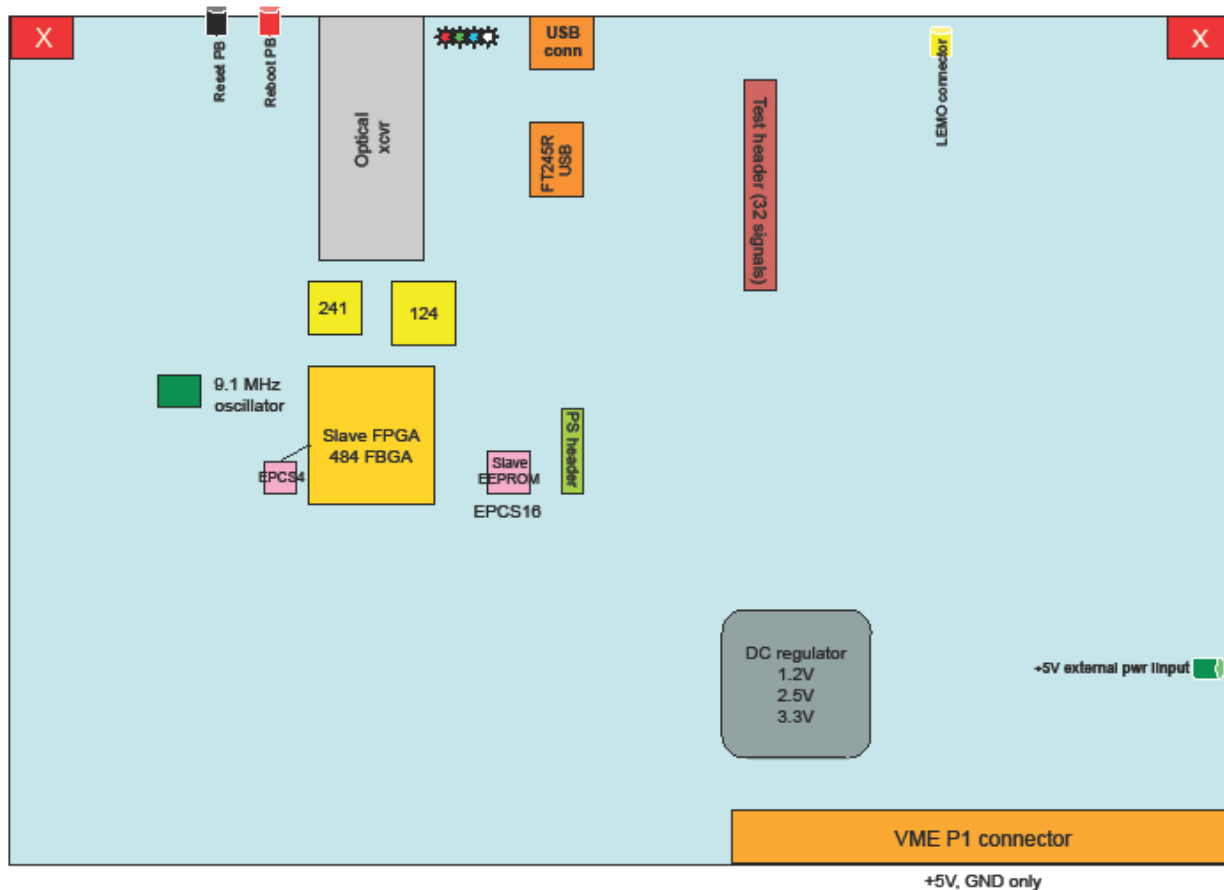 X
Reset PB
Reboot PB
Optical
xcvr
USB
conn
FT245R
USB
Test header (32 signals)
LEMO connector
X
241
124
9.1 MHz
oscillator
Slave FPGA
484 FBGA
EPCS4
Slave
EEPROM
EPCS16
PS header
DC regulator
1.2V
2.5V
3.3V
+5V external pwr Iinput
VME P1 connector
+5V, GND only